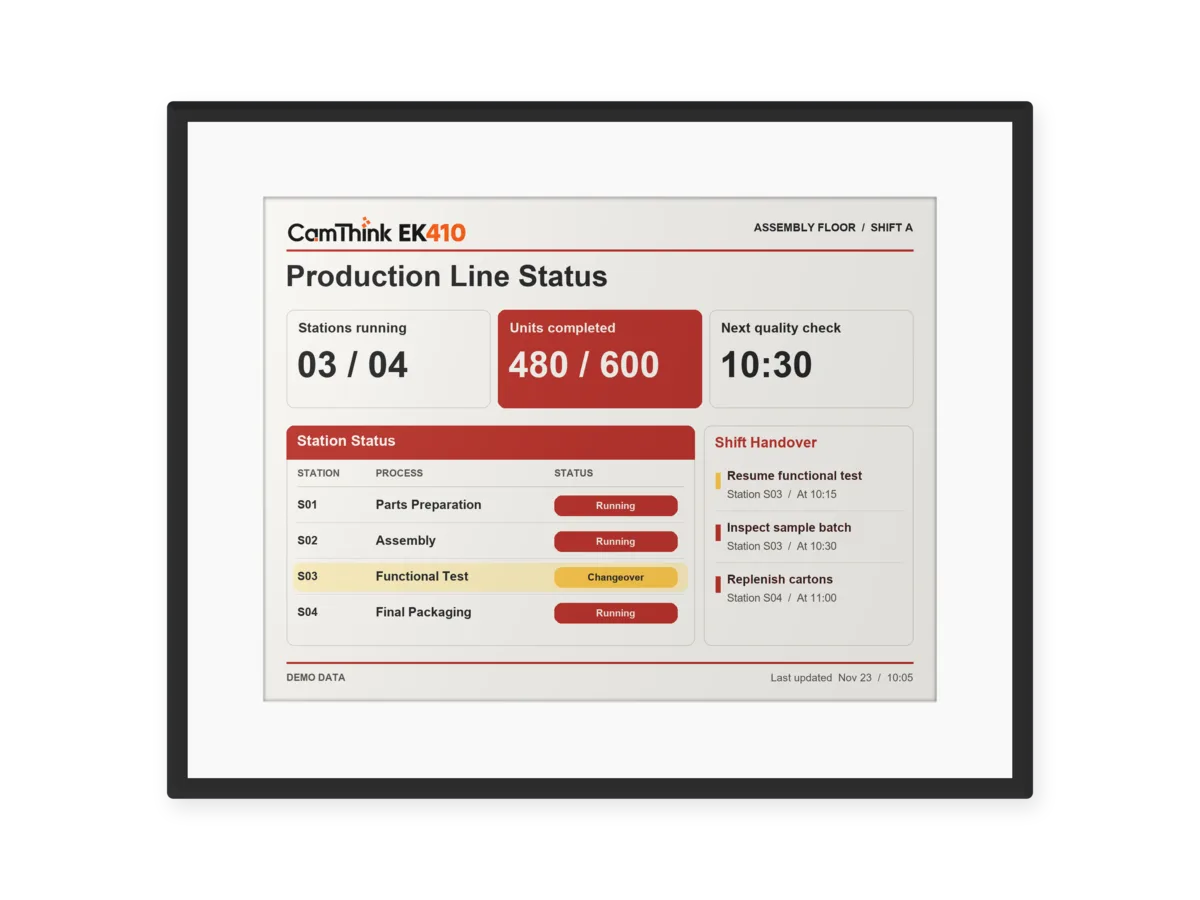 CamThink EK410
ASSEMBLY FLOOR / SHIFT A
Production Line Status
Stations running
03 / 04
Units completed
480 / 600
Next quality check
10:30
Station Status
STATION PROCESS STATUS
S01 Parts Preparation Running
S02 Assembly Running
S03 Functional Test Changeover
S04 Final Packaging Running
Shift Handover
Resume functional test
Station S03 / At 10:15
Inspect sample batch
Station S03 / At 10:30
Replenish cartons
Station S04 / At 11:00
DEMO DATA
Last updated Nov 23 / 10:05